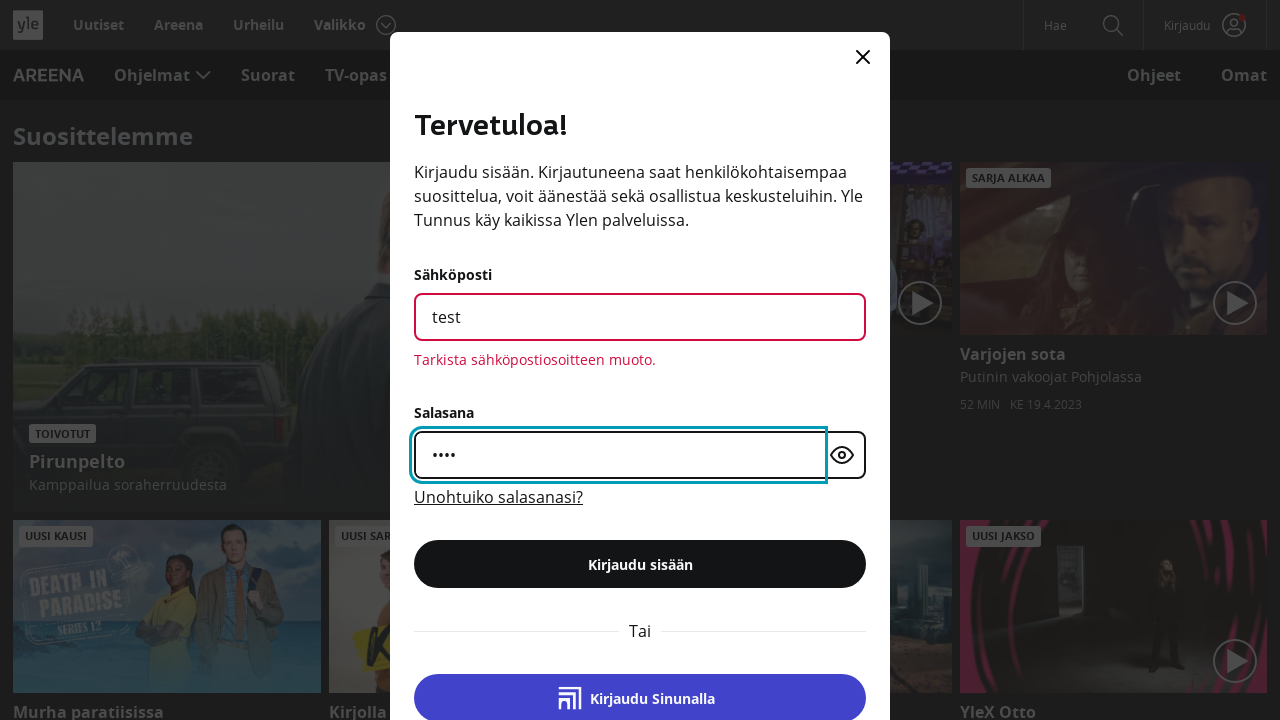 yle
Uutiset
Areena
Urheilu
Valikko
Hae
Kirjaudu
AREENA
Ohjelmat
Suorat
TV-opas
Ohjeet
Omat
Suosittelemme
Tervetuloa!
Kirjaudu sisään. Kirjautuneena saat henkilökohtaisempaa
suosittelua, voit äänestää sekä osallistua keskusteluihin. Yle
Tunnus käy kaikissa Ylen palveluissa.
Sähköposti
test
Tarkista sähköpostiosoitteen muoto.
Salasana
••••
Unohtuiko salasanasi?
Kirjaudu sisään
Tai
Kirjaudu Sinunalla
TOIVOTUT
Pirunpelto
Kamppailua soraherruudesta
SARJA ALKAA
Varjojen sota
Putinin vakoojat Pohjolassa
52 MIN KE 19.4.2023
UUSI KAUSI
DEATH IN
PARADISE
SERIES 12
Murha paratiisissa
UUSI SAR
Kirjolla
UUSI JAKSO
YleX Otto